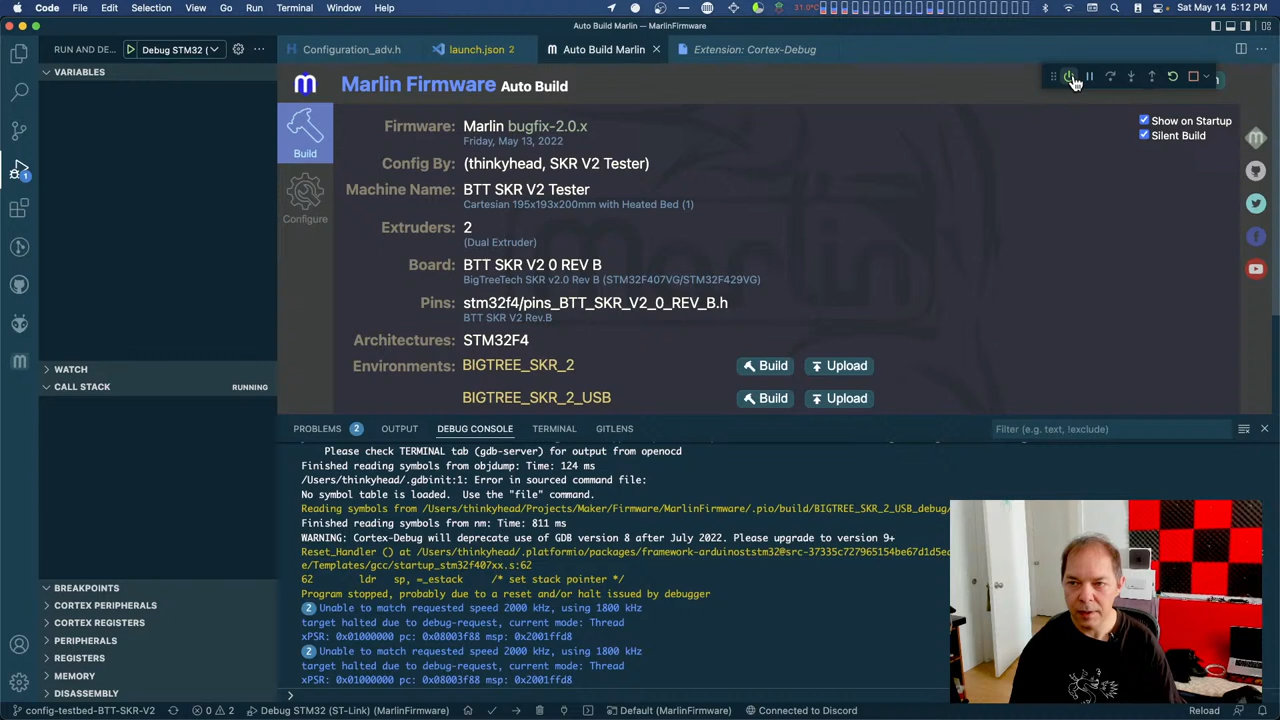 Code File Edit Selection View Go Run Terminal Window Help
31.0°C
Sat May 14 5:12 PM
Auto Build Marlin — MarlinFirmware
RUN AND DE...
Debug STM32 (
Configuration_adv.h
launch.json 2
Auto Build Marlin
Extension: Cortex-Debug
VARIABLES
Marlin Firmware Auto Build
Show on Startup
Silent Build
Build
Configure
Firmware: Marlin bugfix-2.0.x
Friday, May 13, 2022
Config By: (thinkyhead, SKR V2 Tester)
Machine Name: BTT SKR V2 Tester
Cartesian 195x193x200mm with Heated Bed (1)
Extruders: 2
(Dual Extruder)
Board: BTT SKR V2 0 REV B
BigTreeTech SKR v2.0 Rev B (STM32F407VG/STM32F429VG)
Pins: stm32f4/pins_BTT_SKR_V2_0_REV_B.h
BTT SKR V2 Rev.B
Architectures: STM32F4
Environments: BIGTREE_SKR_2 Build Upload
BIGTREE_SKR_2_USB Build Upload
WATCH
CALL STACK RUNNING
BREAKPOINTS
CORTEX PERIPHERALS
CORTEX REGISTERS
PERIPHERALS
REGISTERS
MEMORY
DISASSEMBLY
1
PROBLEMS 2 OUTPUT DEBUG CONSOLE TERMINAL GITLENS
Filter (e.g. text, !exclude)
Please check TERMINAL tab (gdb-server) for output from openocd
Finished reading symbols from objdump: Time: 124 ms
/Users/thinkyhead/.gdbinit:1: Error in sourced command file:
No symbol table is loaded.  Use the "file" command.
Reading symbols from /Users/thinkyhead/Projects/Maker/Firmware/MarlinFirmware/.pio/build/BIGTREE_SKR_2_USB_debug/
Finished reading symbols from nm: Time: 811 ms
WARNING: Cortex-Debug will deprecate use of GDB version 8 after July 2022. Please upgrade to version 9+
Reset_Handler () at /Users/thinkyhead/.platformio/packages/framework-arduinoststm32@src-37335c727965154be67d1d5ec
e/Templates/gcc/startup_stm32f407xx.s:62
62 ldr sp, =_estack /* set stack pointer */
Program stopped, probably due to a reset and/or halt issued by debugger
2 Unable to match requested speed 2000 kHz, using 1800 kHz
target halted due to debug-request, current mode: Thread
xPSR: 0x01000000 pc: 0x08003f88 msp: 0x2001ffd8
2 Unable to match requested speed 2000 kHz, using 1800 kHz
target halted due to debug-request, current mode: Thread
xPSR: 0x01000000 pc: 0x08003f88 msp: 0x2001ffd8
config-testbed-BTT-SKR-V2
0 2
Debug STM32 (ST-Link) (MarlinFirmware)
Default (MarlinFirmware)
Connected to Discord
Reload